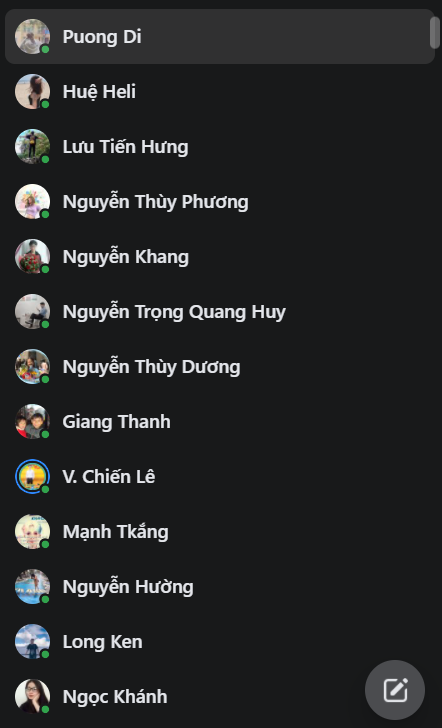 Puong Di
Huệ Heli
Lưu Tiến Hưng
Nguyễn Thùy Phương
Nguyễn Khang
Nguyễn Trọng Quang Huy
Nguyễn Thùy Dương
Giang Thanh
V. Chiến Lê
Mạnh Tkắng
Nguyễn Hường
Long Ken
Ngọc Khánh